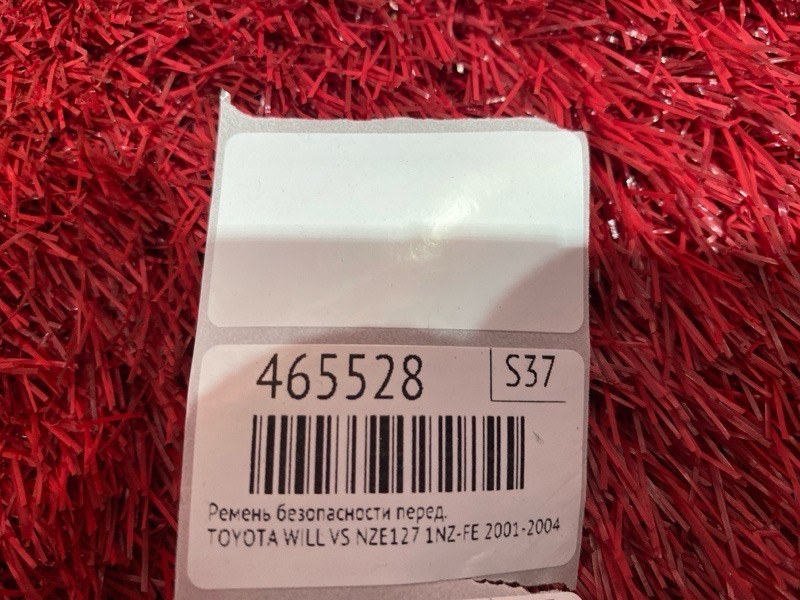 465528 S37
Ремень безопасности перед.
TOYOTA WILL VS NZE127 1NZ-FE 2001-2004